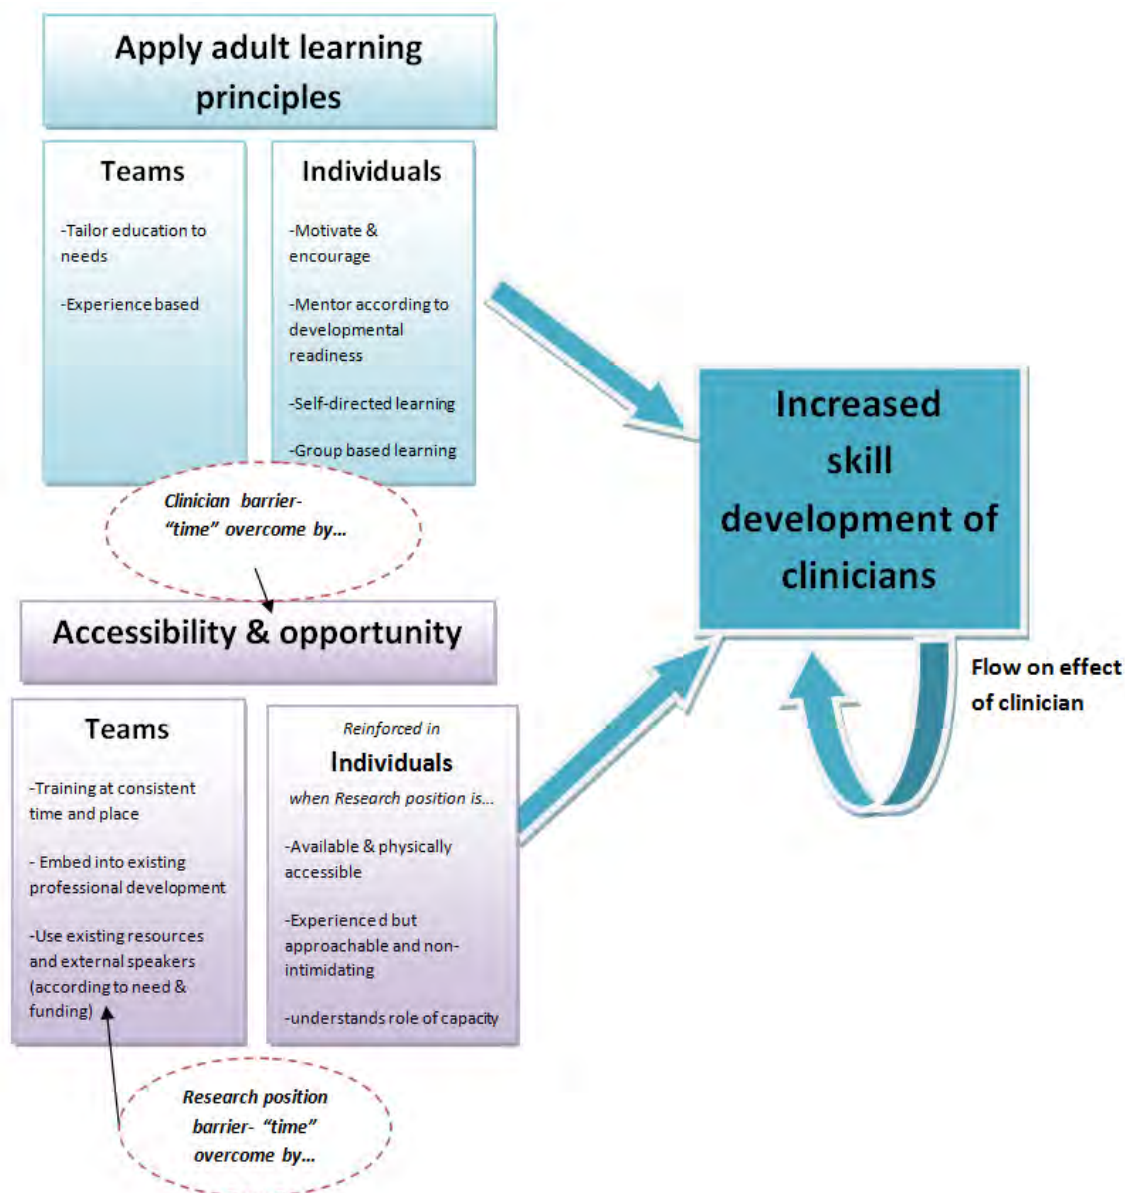 Apply adult learning
principles
Teams
-Tailor education to
needs
-Experience based
Individuals
-Motivate &
encourage
-Mentor according to
developmental
readiness
-Self-directed learning
-Group based learning
Clinician barrier-
“time” overcome by...
Accessibility & opportunity
Teams
-Training at consistent
time and place
- Embed into existing
professional development
-Use existing resources
and external speakers
(according to need &
funding)
Reinforced in
Individuals
when Research position is...
-Available & physically
accessible
-Experienced but
approachable and non-
intimidating
-understands role of capacity
Research position
barrier- “time”
overcome by...
Increased
skill
development of
clinicians
Flow on effect
of clinician